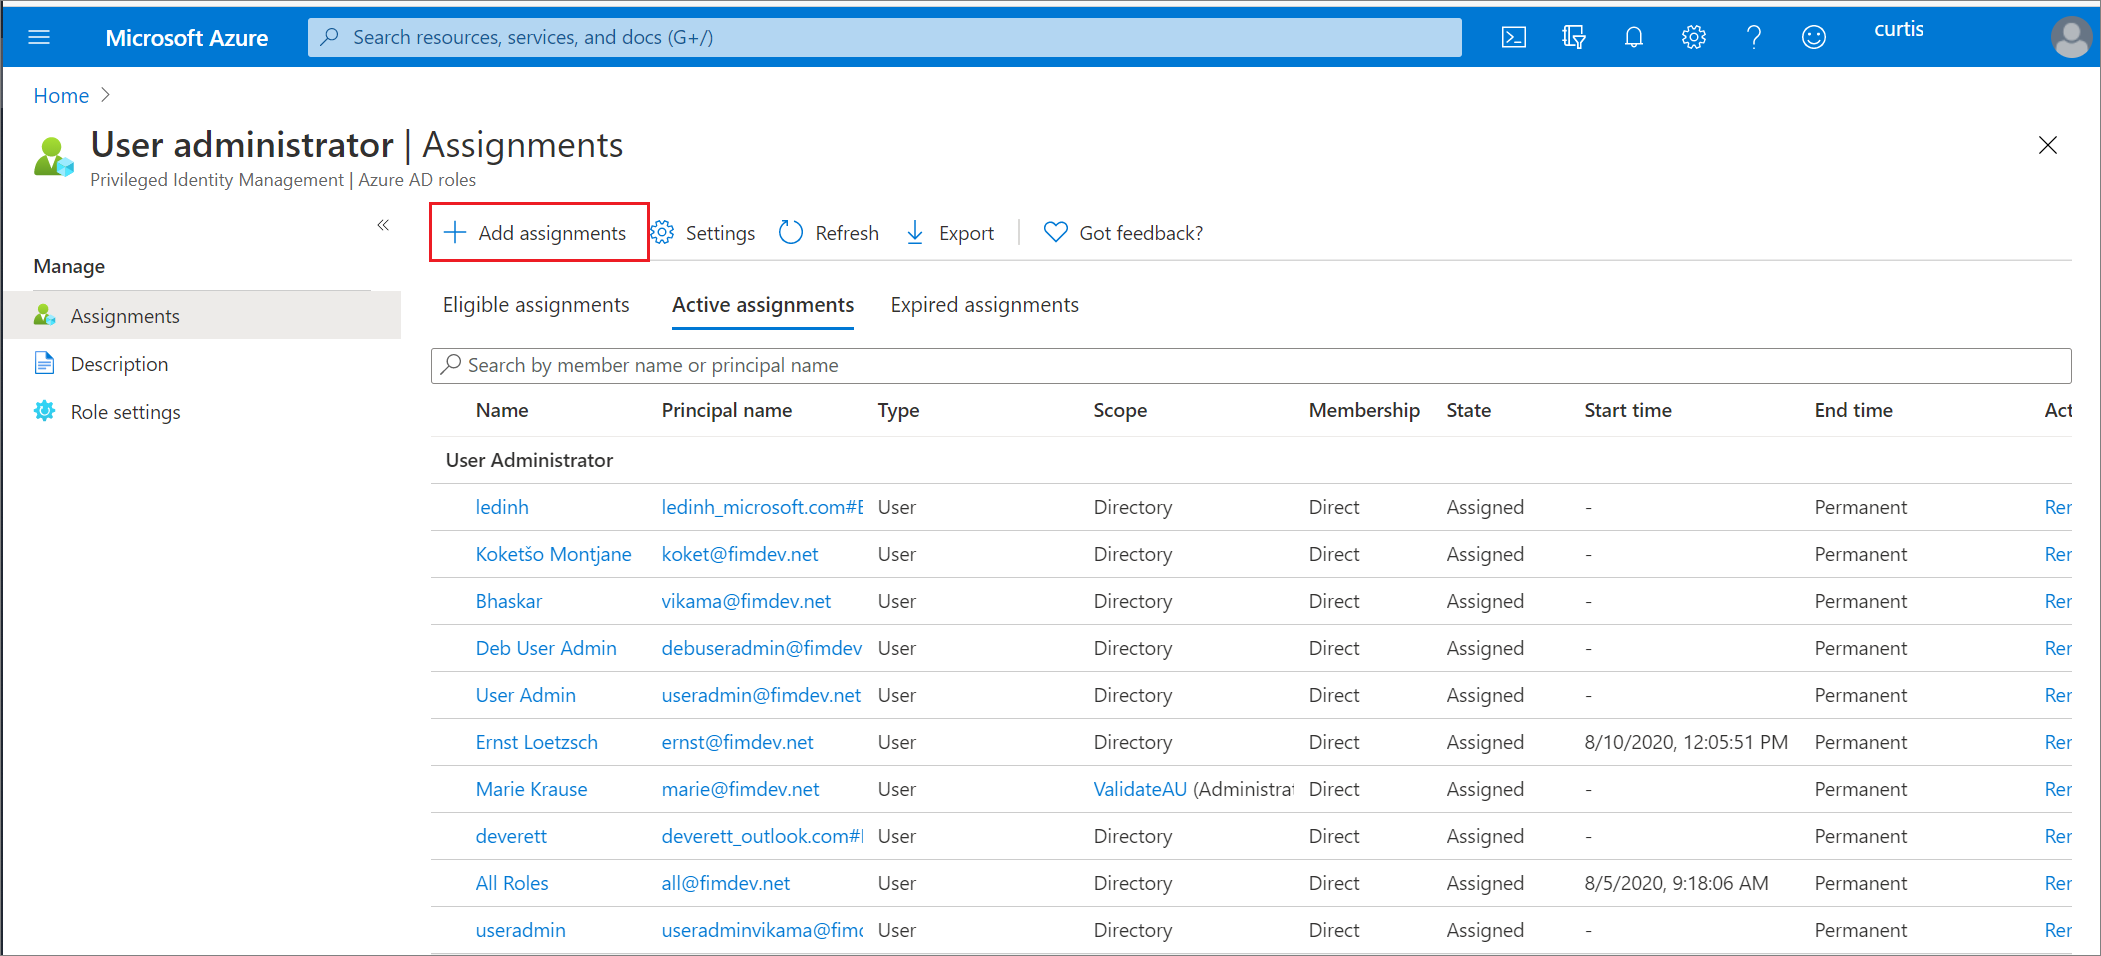 Microsoft Azure
Search resources, services, and docs (G+/)
curtis
Home
User administrator | Assignments
Privileged Identity Management | Azure AD roles
Add assignments Settings Refresh Export Got feedback?
Manage
Assignments
Description
Role settings
Eligible assignments Active assignments Expired assignments
Search by member name or principal name
Name Principal name Type Scope Membership State Start time End time Act
User Administrator
ledinh ledinh_microsoft.com#E User Directory Direct Assigned - Permanent Rer
Koketšo Montjane koket@fimdev.net User Directory Direct Assigned - Permanent Rer
Bhaskar vikama@fimdev.net User Directory Direct Assigned - Permanent Rer
Deb User Admin debuseradmin@fimdev User Directory Direct Assigned - Permanent Rer
User Admin useradmin@fimdev.net User Directory Direct Assigned - Permanent Rer
Ernst Loetzsch ernst@fimdev.net User Directory Direct Assigned 8/10/2020, 12:05:51 PM Permanent Rer
Marie Krause marie@fimdev.net User ValidateAU (Administrat Direct Assigned - Permanent Rer
deverett deverett_outlook.com# User Directory Direct Assigned - Permanent Rer
All Roles all@fimdev.net User Directory Direct Assigned 8/5/2020, 9:18:06 AM Permanent Rer
useradmin useradminvikama@fimd User Directory Direct Assigned - Permanent Rer